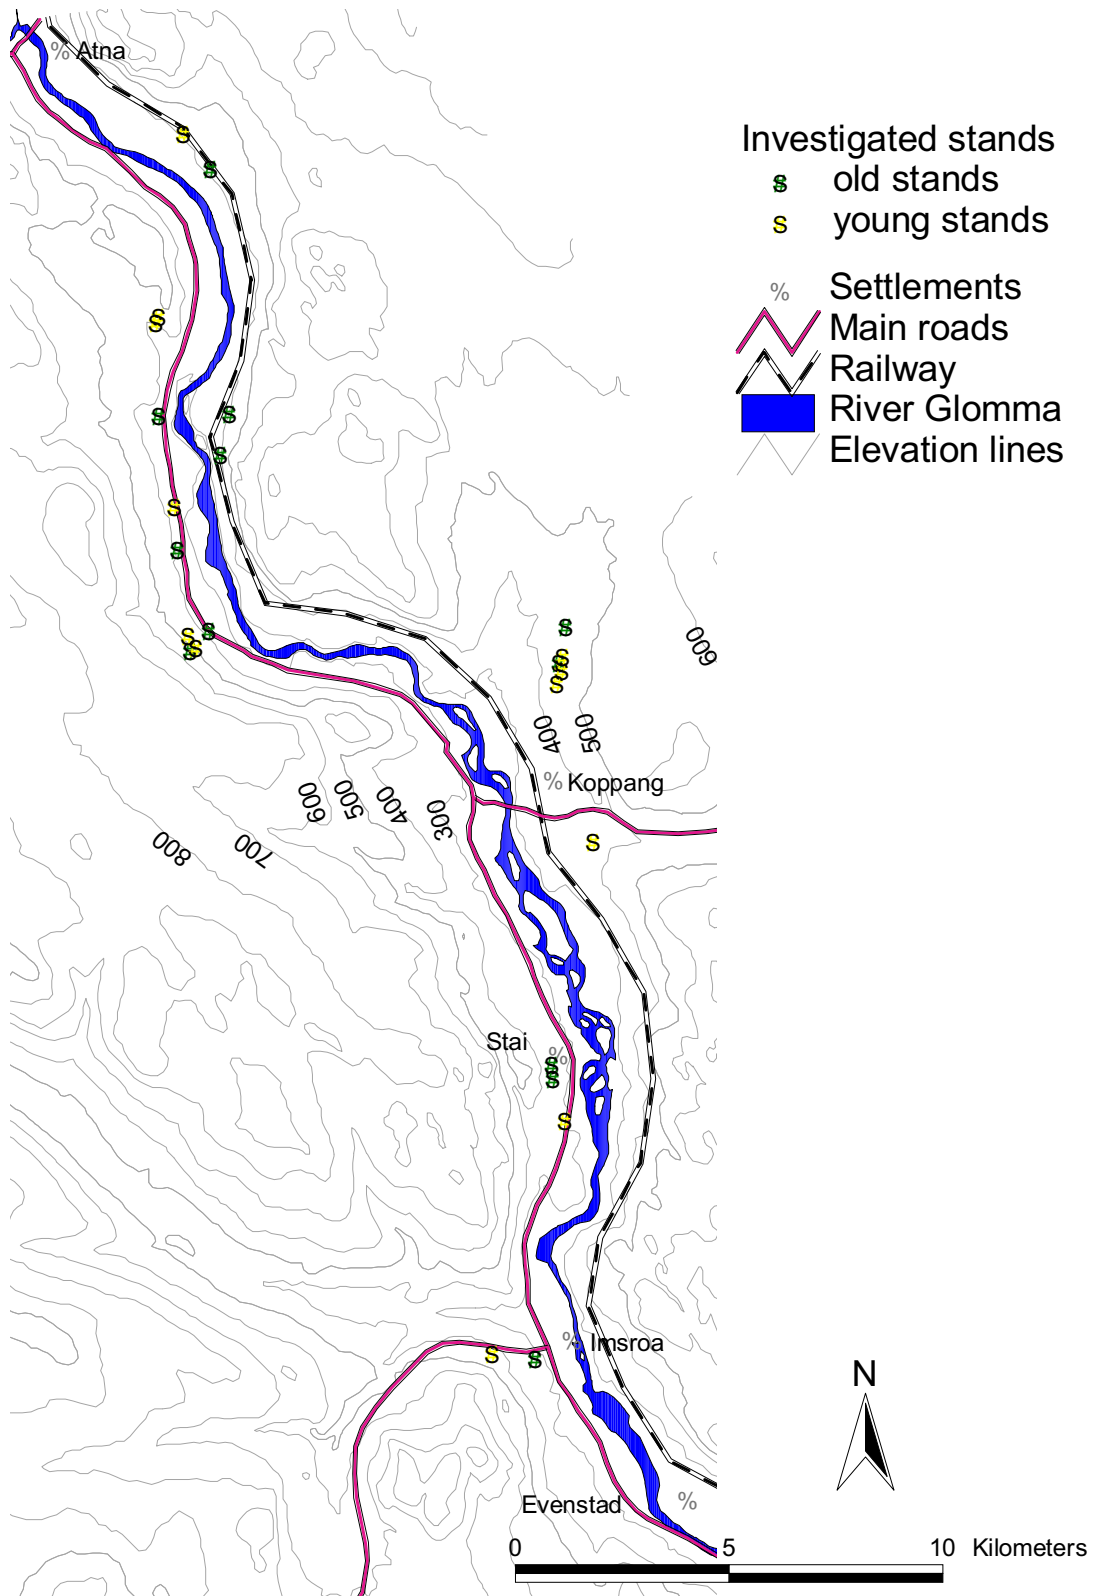 Atna
Investigated stands
$ old stands
S young stands
% Settlements
Main roads
Railway
River Glomma
Elevation lines
600
400
500
Koppang
600
500
400
300
800
700
Stai
Imsroa
N
Evenstad
0 5 10 Kilometers